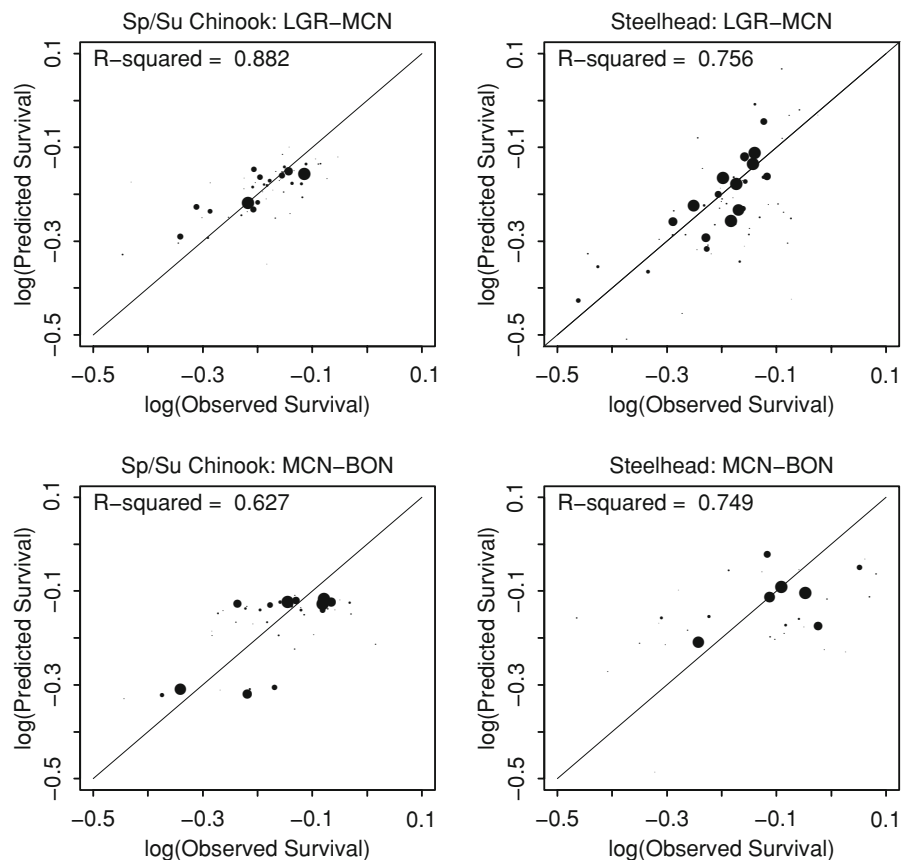 Sp/Su Chinook: LGR−MCN
R−squared = 0.882
0.1
−0.1
−0.3
−0.5
log(Predicted Survival)
−0.5 −0.3 −0.1 0.1
log(Observed Survival)
Steelhead: LGR−MCN
R−squared = 0.756
0.1
−0.1
−0.3
−0.5
log(Predicted Survival)
−0.5 −0.3 −0.1 0.1
log(Observed Survival)
Sp/Su Chinook: MCN−BON
R−squared = 0.627
0.1
−0.1
−0.3
−0.5
log(Predicted Survival)
−0.5 −0.3 −0.1 0.1
log(Observed Survival)
Steelhead: MCN−BON
R−squared = 0.749
0.1
−0.1
−0.3
−0.5
log(Predicted Survival)
−0.5 −0.3 −0.1 0.1
log(Observed Survival)